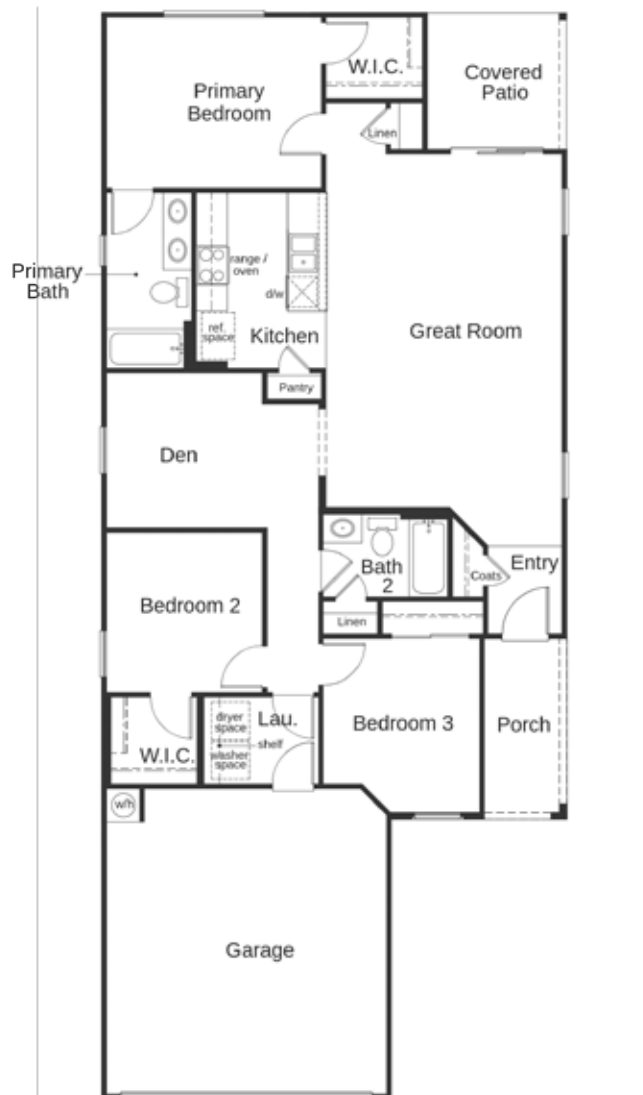 W.I.C.
Covered
Patio
Primary
Bedroom
Linen
Primary
Bath
range /
oven
d/w
ref.
space
Kitchen
Great Room
Pantry
Den
Bath
2
Coats
Entry
Bedroom 2
Linen
dryer
space
Lau.
shelf
washer
space
W.I.C.
Bedroom 3
Porch
w/h
Garage